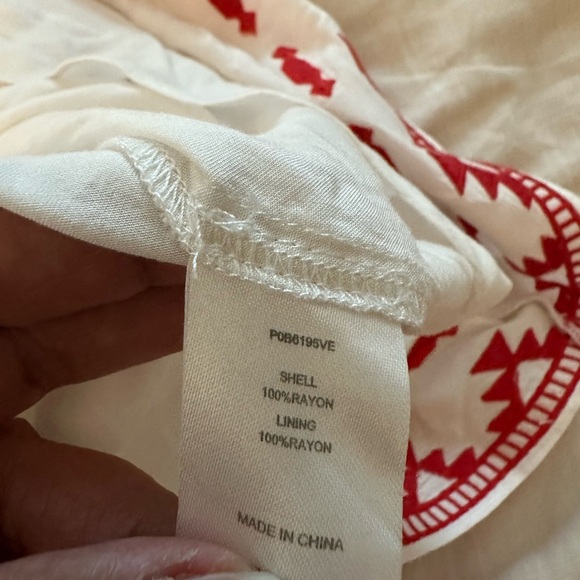 P0B6195VE
SHELL
100%RAYON
LINING
100%RAYON
MADE IN CHINA